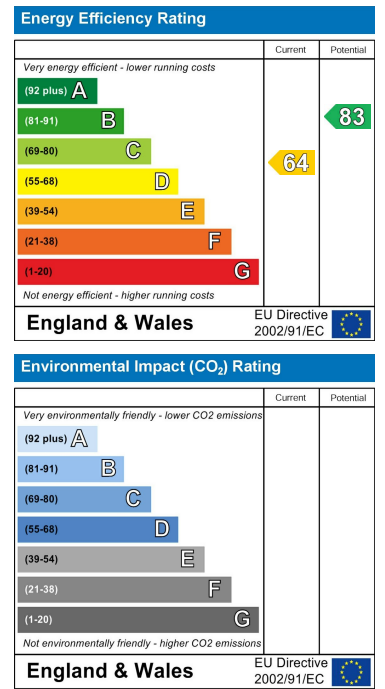 Energy Efficiency Rating
Current Potential
Very energy efficient - lower running costs
(92 plus) A
(81-91) B
83
(69-80) C
64
(55-68) D
(39-54) E
(21-38) F
(1-20) G
Not energy efficient - higher running costs
England & Wales
EU Directive
2002/91/EC
Environmental Impact (CO₂) Rating
Current Potential
Very environmentally friendly - lower CO2 emissions
(92 plus) A
(81-91) B
(69-80) C
(55-68) D
(39-54) E
(21-38) F
(1-20) G
Not environmentally friendly - higher CO2 emissions
England & Wales
EU Directive
2002/91/EC